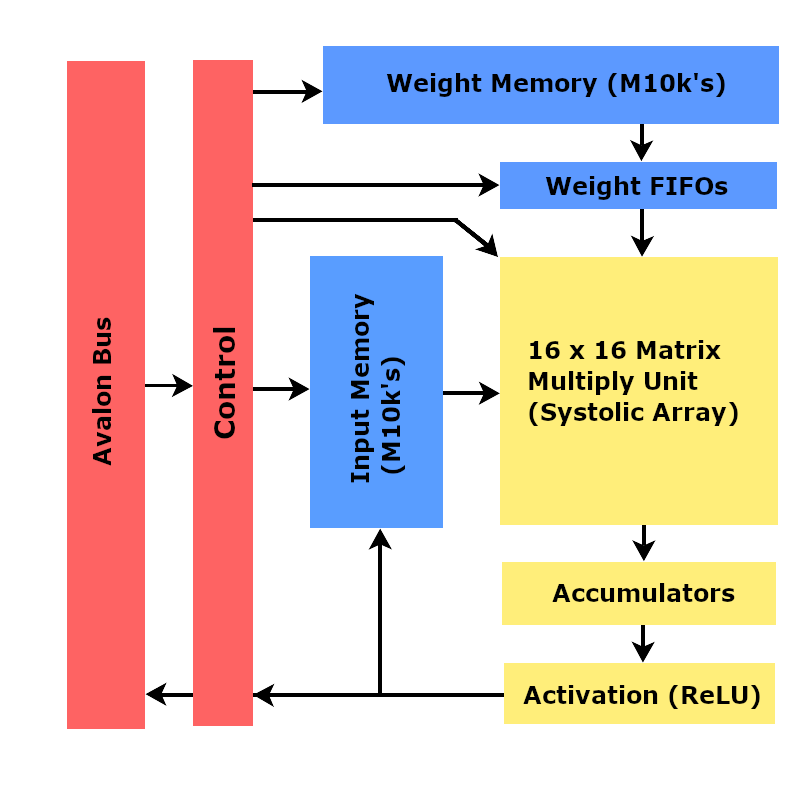 Weight Memory (M10k's)
Weight FIFOs
Avalon Bus
Control
Input Memory
(M10k's)
16 x 16 Matrix
Multiply Unit
(Systolic Array)
Accumulators
Activation (ReLU)